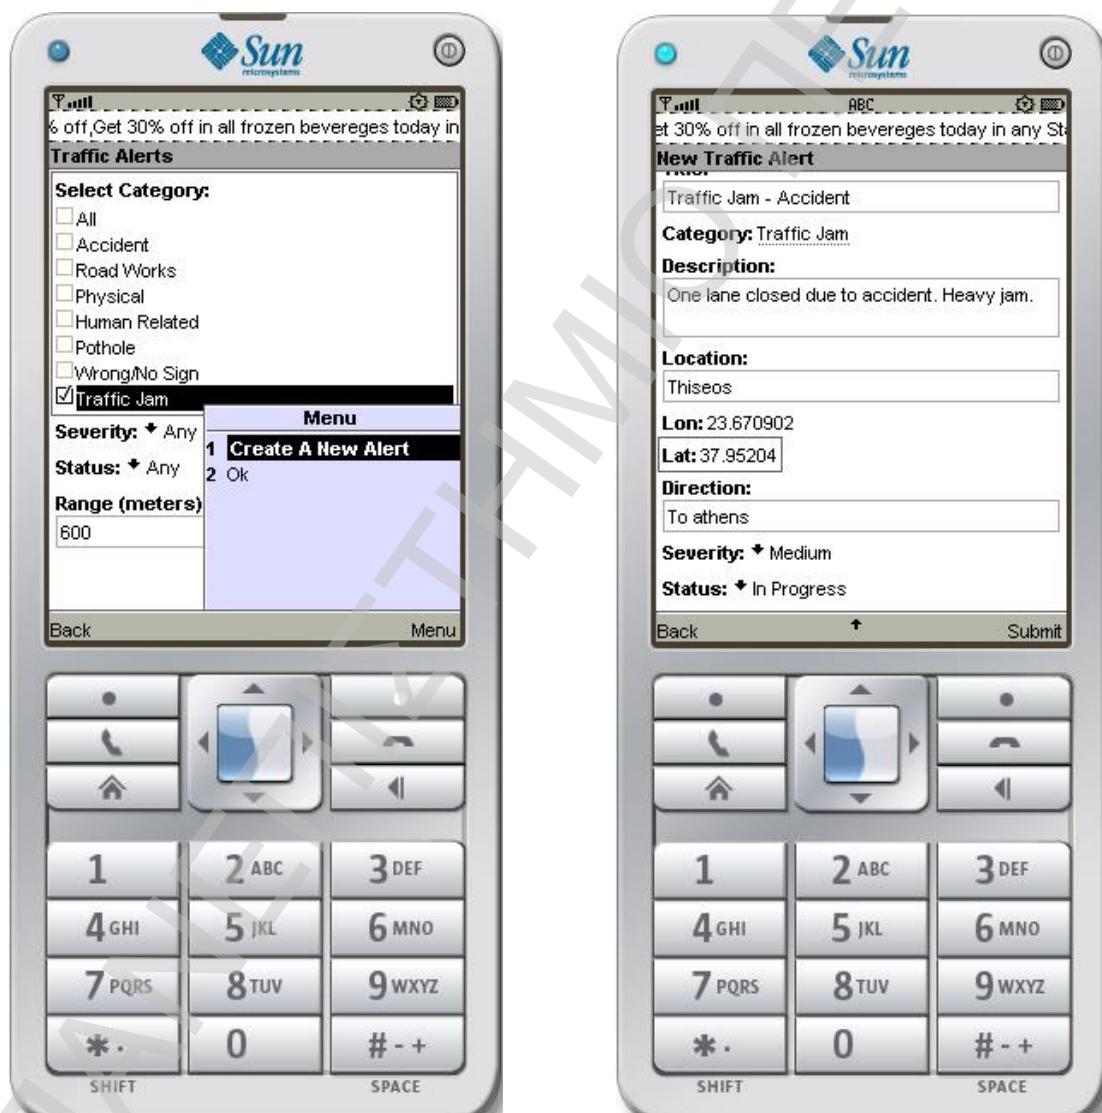 Sun
microsystems
% off,Get 30% off in all frozen bevereges today in
Traffic Alerts
Select Category:
All
Accident
Road Works
Physical
Human Related
Pothole
Wrong/No Sign
Traffic Jam
Menu
1 Create A New Alert
2 Ok
Severity: Any
Status: Any
Range (meters)
600
Back Menu
1 2 ABC 3 DEF
4 GHI 5 JKL 6 MNO
7 PQRS 8 TUV 9 WXYZ
* . 0 # - +
SHIFT SPACE
Sun
microsystems
ABC
et 30% off in all frozen bevereges today in any Sta
New Traffic Alert
Title:
Traffic Jam - Accident
Category: Traffic Jam
Description:
One lane closed due to accident. Heavy jam.
Location:
Thiseos
Lon: 23.670902
Lat: 37.95204
Direction:
To athens
Severity: Medium
Status: In Progress
Back Submit
1 2 ABC 3 DEF
4 GHI 5 JKL 6 MNO
7 PQRS 8 TUV 9 WXYZ
* . 0 # - +
SHIFT SPACE